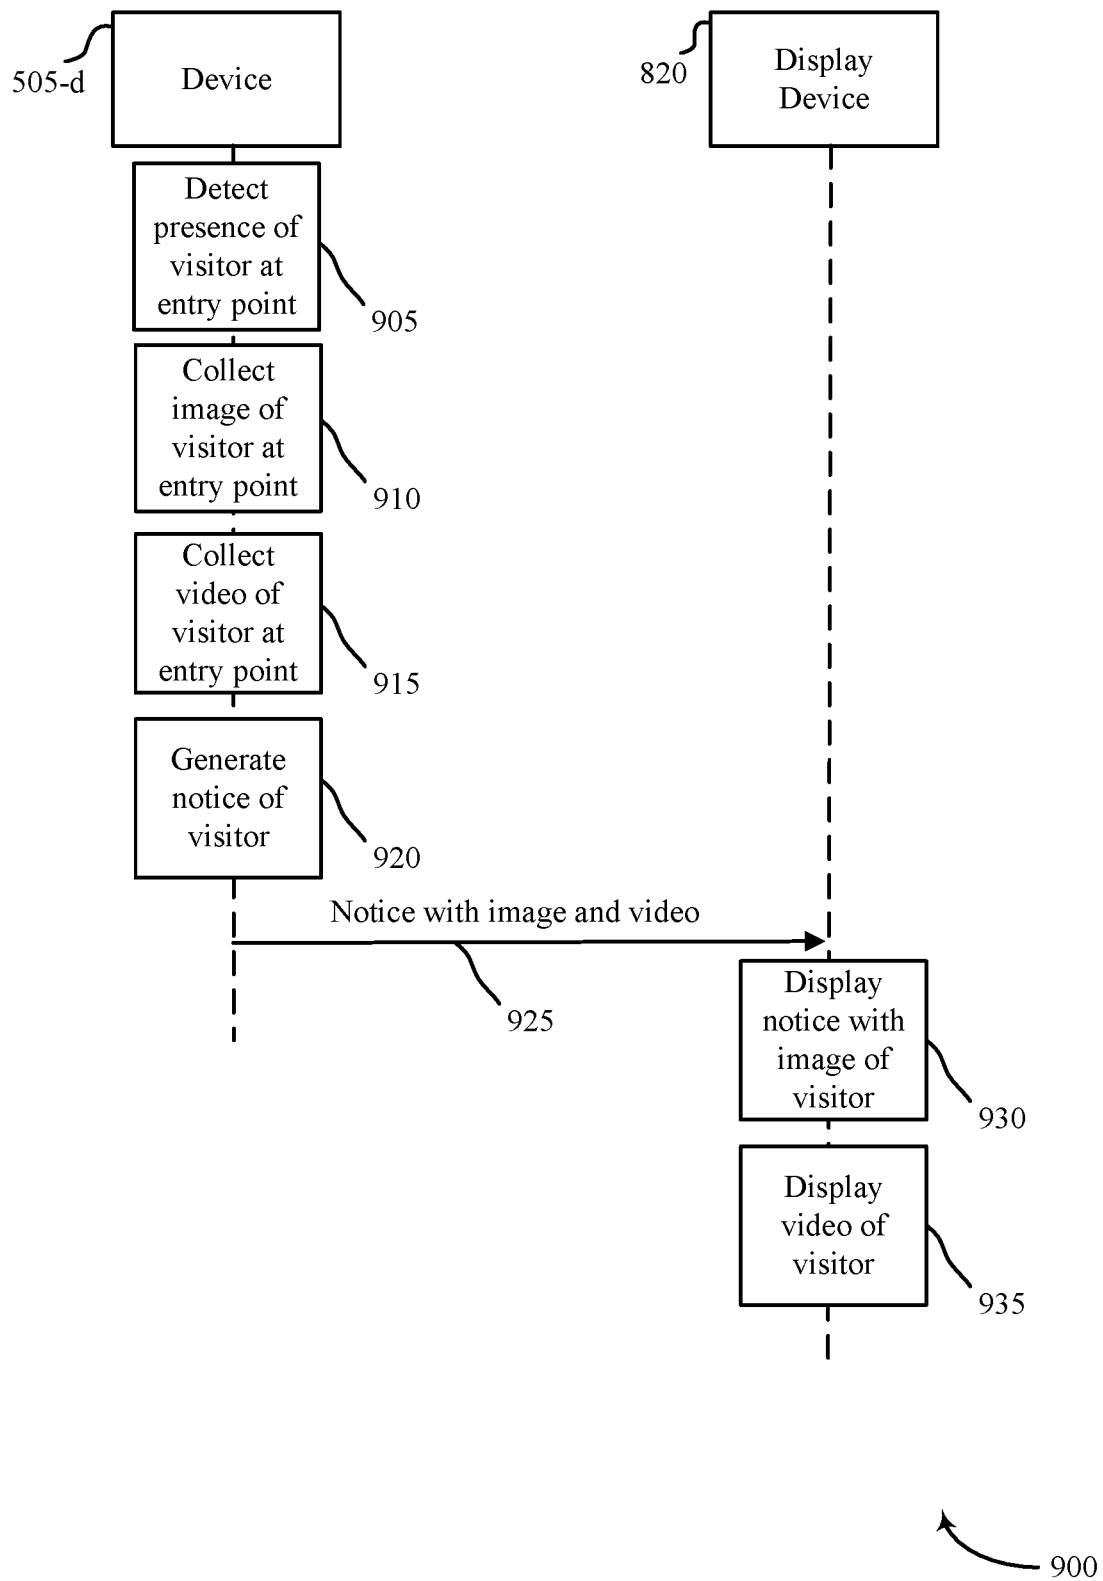 505-d
Device
820
Display
Device
Detect
presence of
visitor at
entry point
905
Collect
image of
visitor at
entry point
910
Collect
video of
visitor at
entry point
915
Generate
notice of
visitor
920
Notice with image and video
925
Display
notice with
image of
visitor
930
Display
video of
visitor
935
900